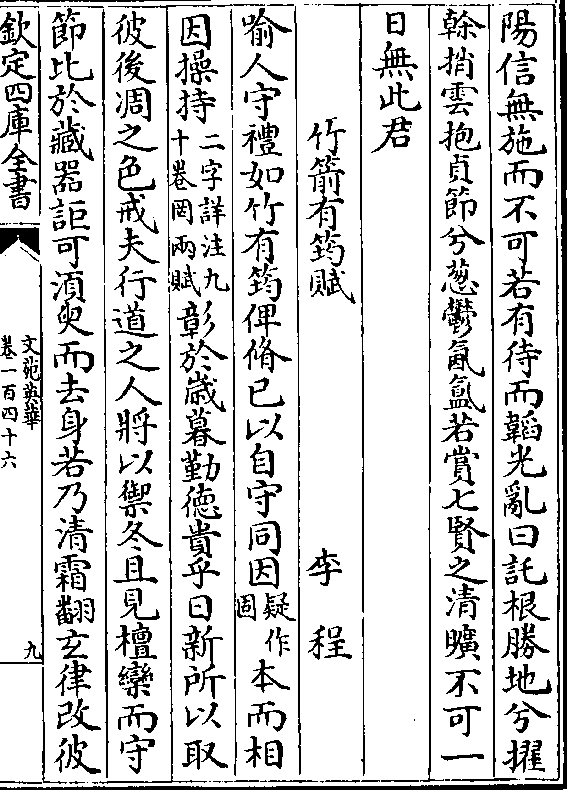 陽信無施而不可若有待而韜光亂曰託根勝地兮擢
幹捎雲抱貞節兮葱鬱氤氲若賞七賢之清曠不可一
日無此君
竹箭有筠賦　李程
喻人守禮如竹有筠俾脩已以自守同因疑作固本而相
因操持二字詳注九十卷罔兩賦彰於歲暮勤徳貴乎日新所以取
彼後凋之色戒夫行道之人將以禦冬且見檀欒而守
節比於藏器詎可湏臾而去身若乃清霜翻玄律改彼
欽定四庫全書
文苑英華
卷一百四十六
九